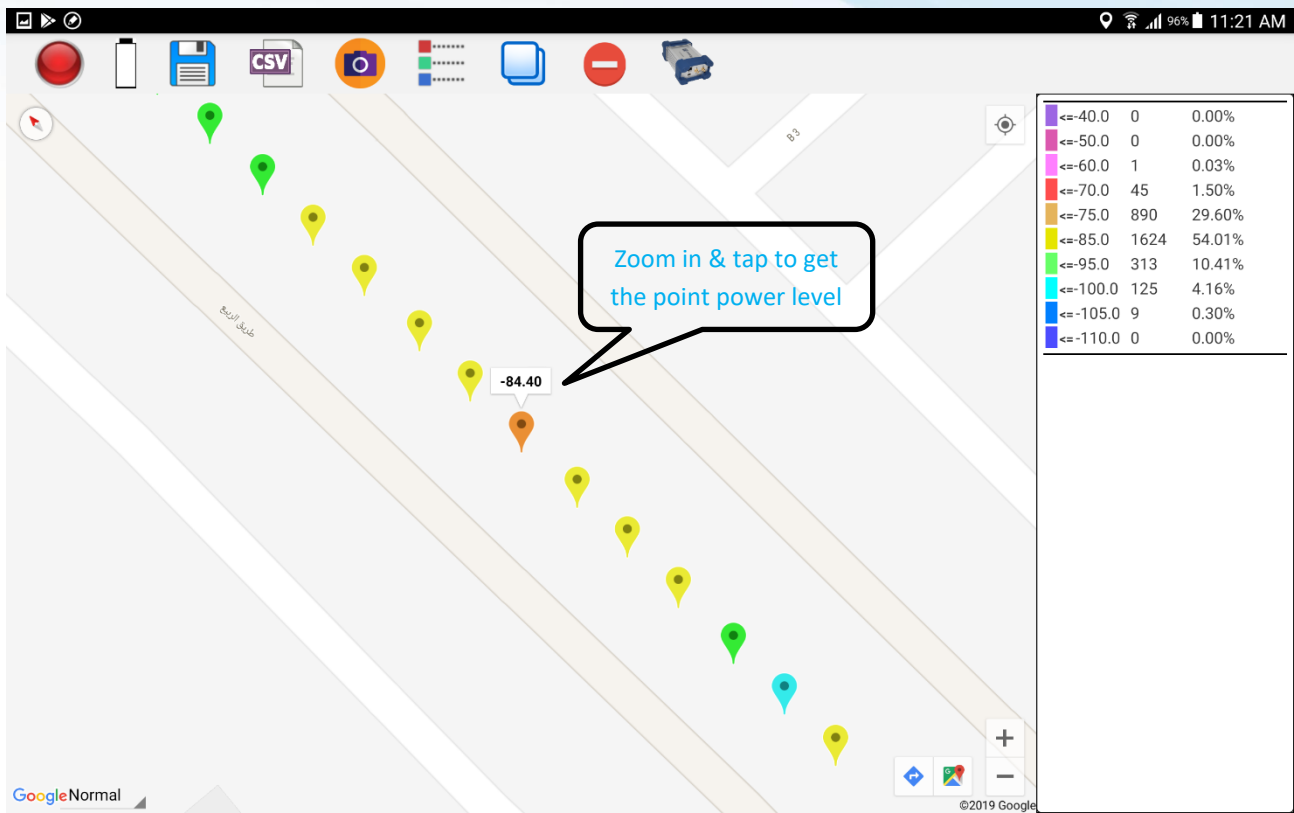 96% 11:21 AM
CSV
B3
Zoom in & tap to get
the point power level
طريق الربيع
-84.40
GoogleNormal
©2019 Google
<=-40.0 0 0.00%
<=-50.0 0 0.00%
<=-60.0 1 0.03%
<=-70.0 45 1.50%
<=-75.0 890 29.60%
<=-85.0 1624 54.01%
<=-95.0 313 10.41%
<=-100.0 125 4.16%
<=-105.0 9 0.30%
<=-110.0 0 0.00%